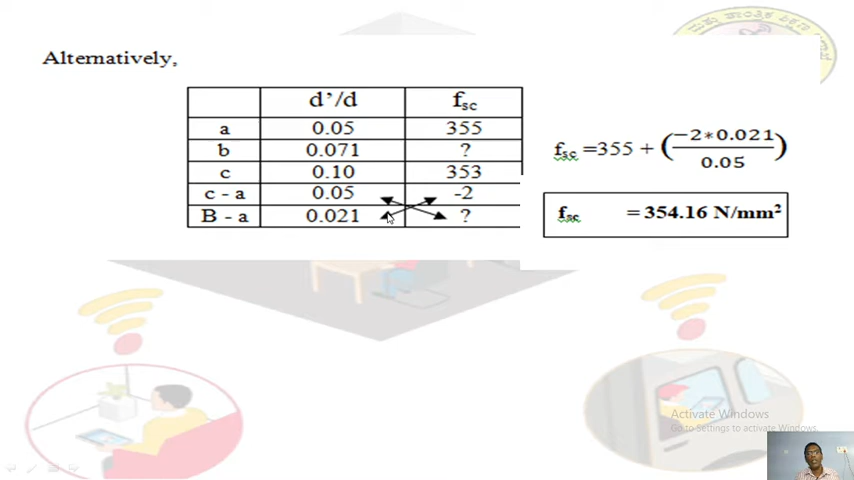 Alternatively,
d’/d fsc
a 0.05 355
b 0.071 ?
c 0.10 353
c - a 0.05 -2
B - a 0.021 ?
fsc =355 + (−2*0.021 / 0.05)
fsc = 354.16 N/mm²
Activate Windows
Go to Settings to activate Windows.